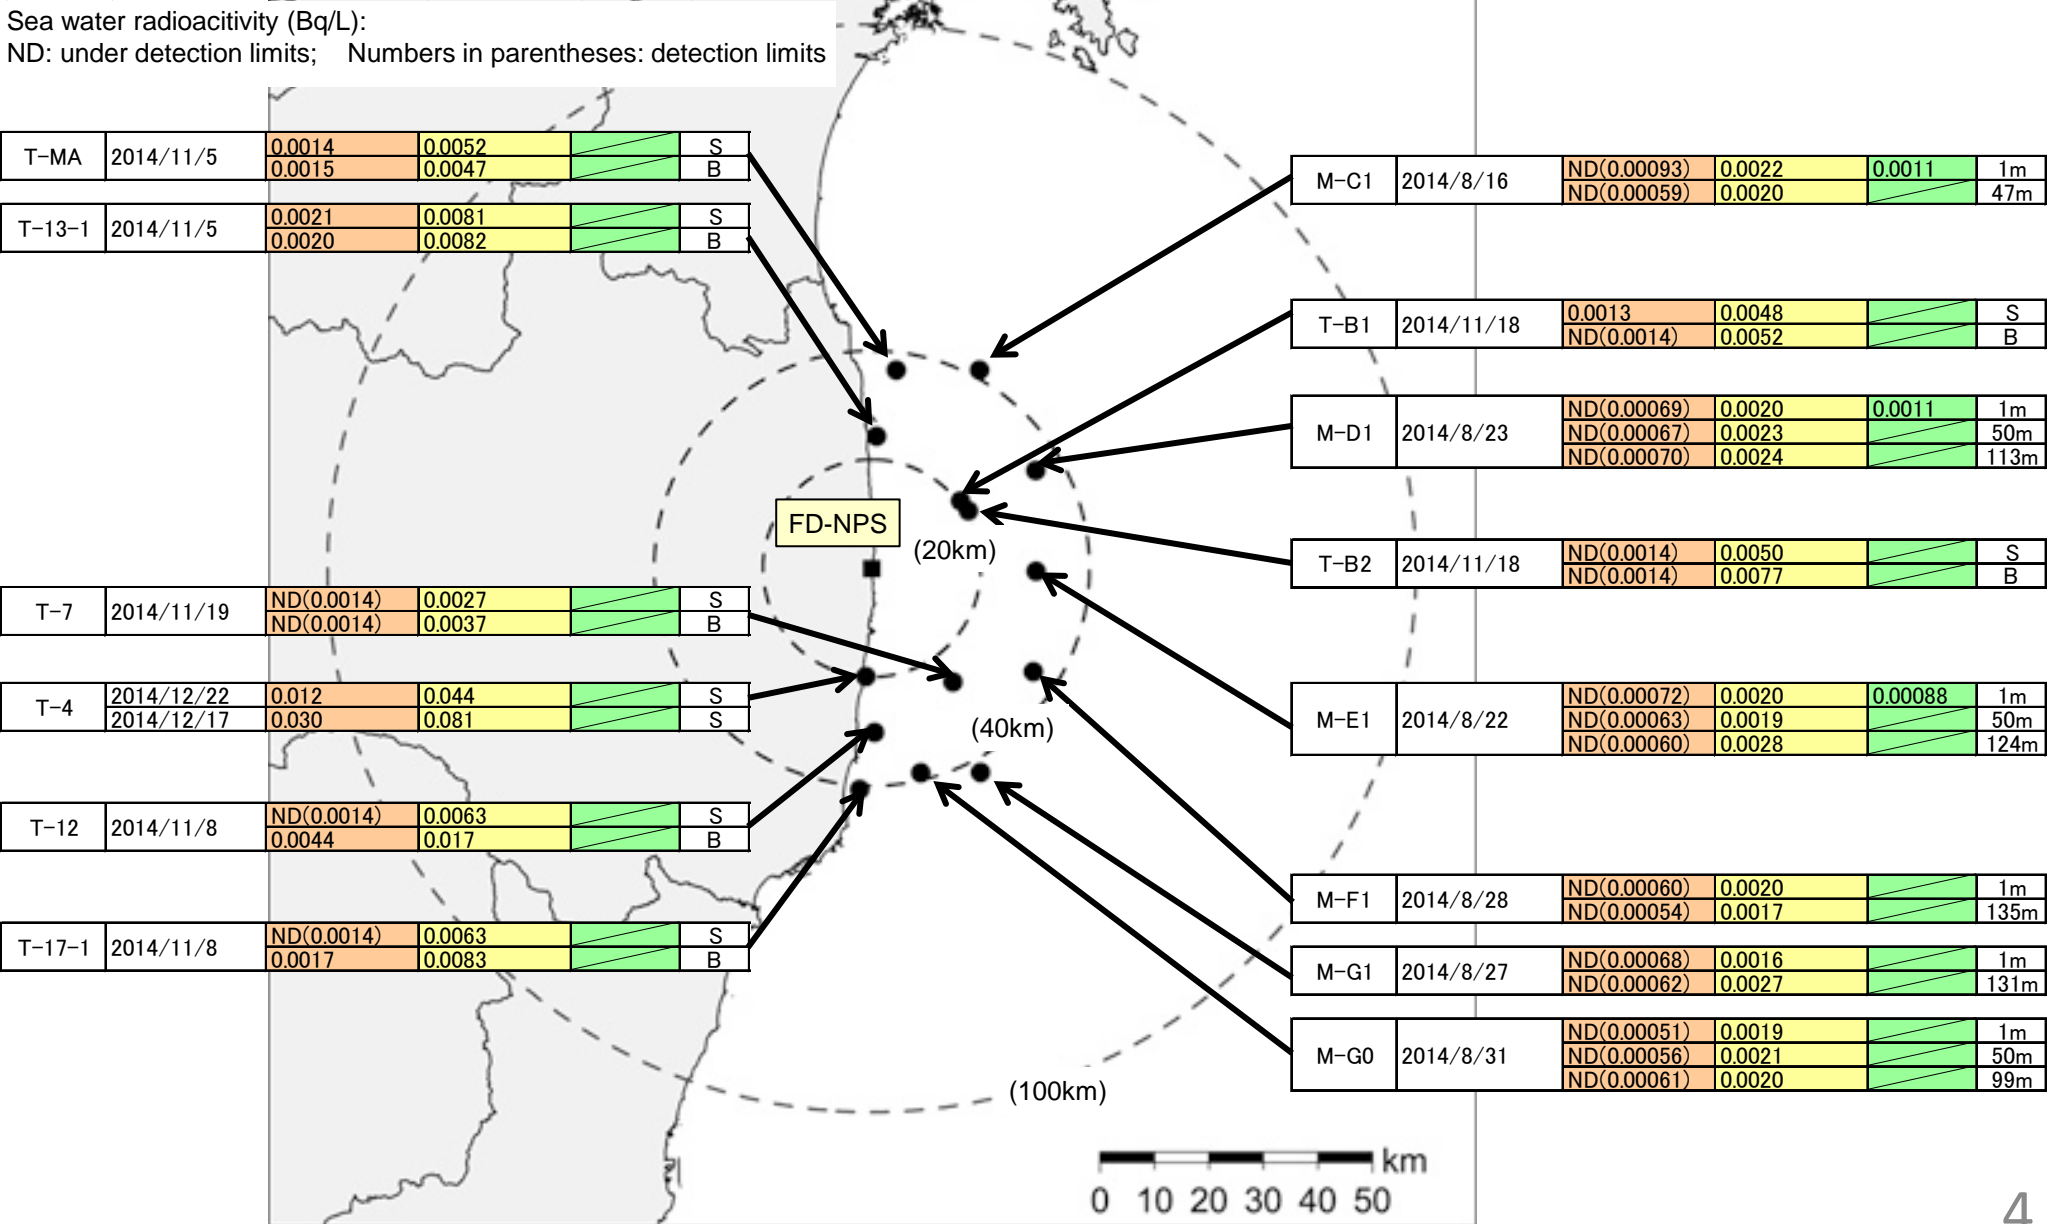 Sea water radioacitivity (Bq/L):
ND: under detection limits; Numbers in parentheses: detection limits
T-MA 2014/11/5 0.0014 0.0052 S
0.0015 0.0047 B
T-13-1 2014/11/5 0.0021 0.0081 S
0.0020 0.0082 B
T-7 2014/11/19 ND(0.0014) 0.0027 S
ND(0.0014) 0.0037 B
T-4 2014/12/22 0.012 0.044 S
2014/12/17 0.030 0.081 S
T-12 2014/11/8 ND(0.0014) 0.0063 S
0.0044 0.017 B
T-17-1 2014/11/8 ND(0.0014) 0.0063 S
0.0017 0.0083 B
FD-NPS
(20km)
(40km)
(100km)
M-C1 2014/8/16 ND(0.00093) 0.0022 0.0011 1m
ND(0.00059) 0.0020 47m
T-B1 2014/11/18 0.0013 0.0048 S
ND(0.0014) 0.0052 B
M-D1 2014/8/23 ND(0.00069) 0.0020 0.0011 1m
ND(0.00067) 0.0023 50m
ND(0.00070) 0.0024 113m
T-B2 2014/11/18 ND(0.0014) 0.0050 S
ND(0.0014) 0.0077 B
M-E1 2014/8/22 ND(0.00072) 0.0020 0.00088 1m
ND(0.00063) 0.0019 50m
ND(0.00060) 0.0028 124m
M-F1 2014/8/28 ND(0.00060) 0.0020 1m
ND(0.00054) 0.0017 135m
M-G1 2014/8/27 ND(0.00068) 0.0016 1m
ND(0.00062) 0.0027 131m
M-G0 2014/8/31 ND(0.00051) 0.0019 1m
ND(0.00056) 0.0021 50m
ND(0.00061) 0.0020 99m
km
0 10 20 30 40 50
4